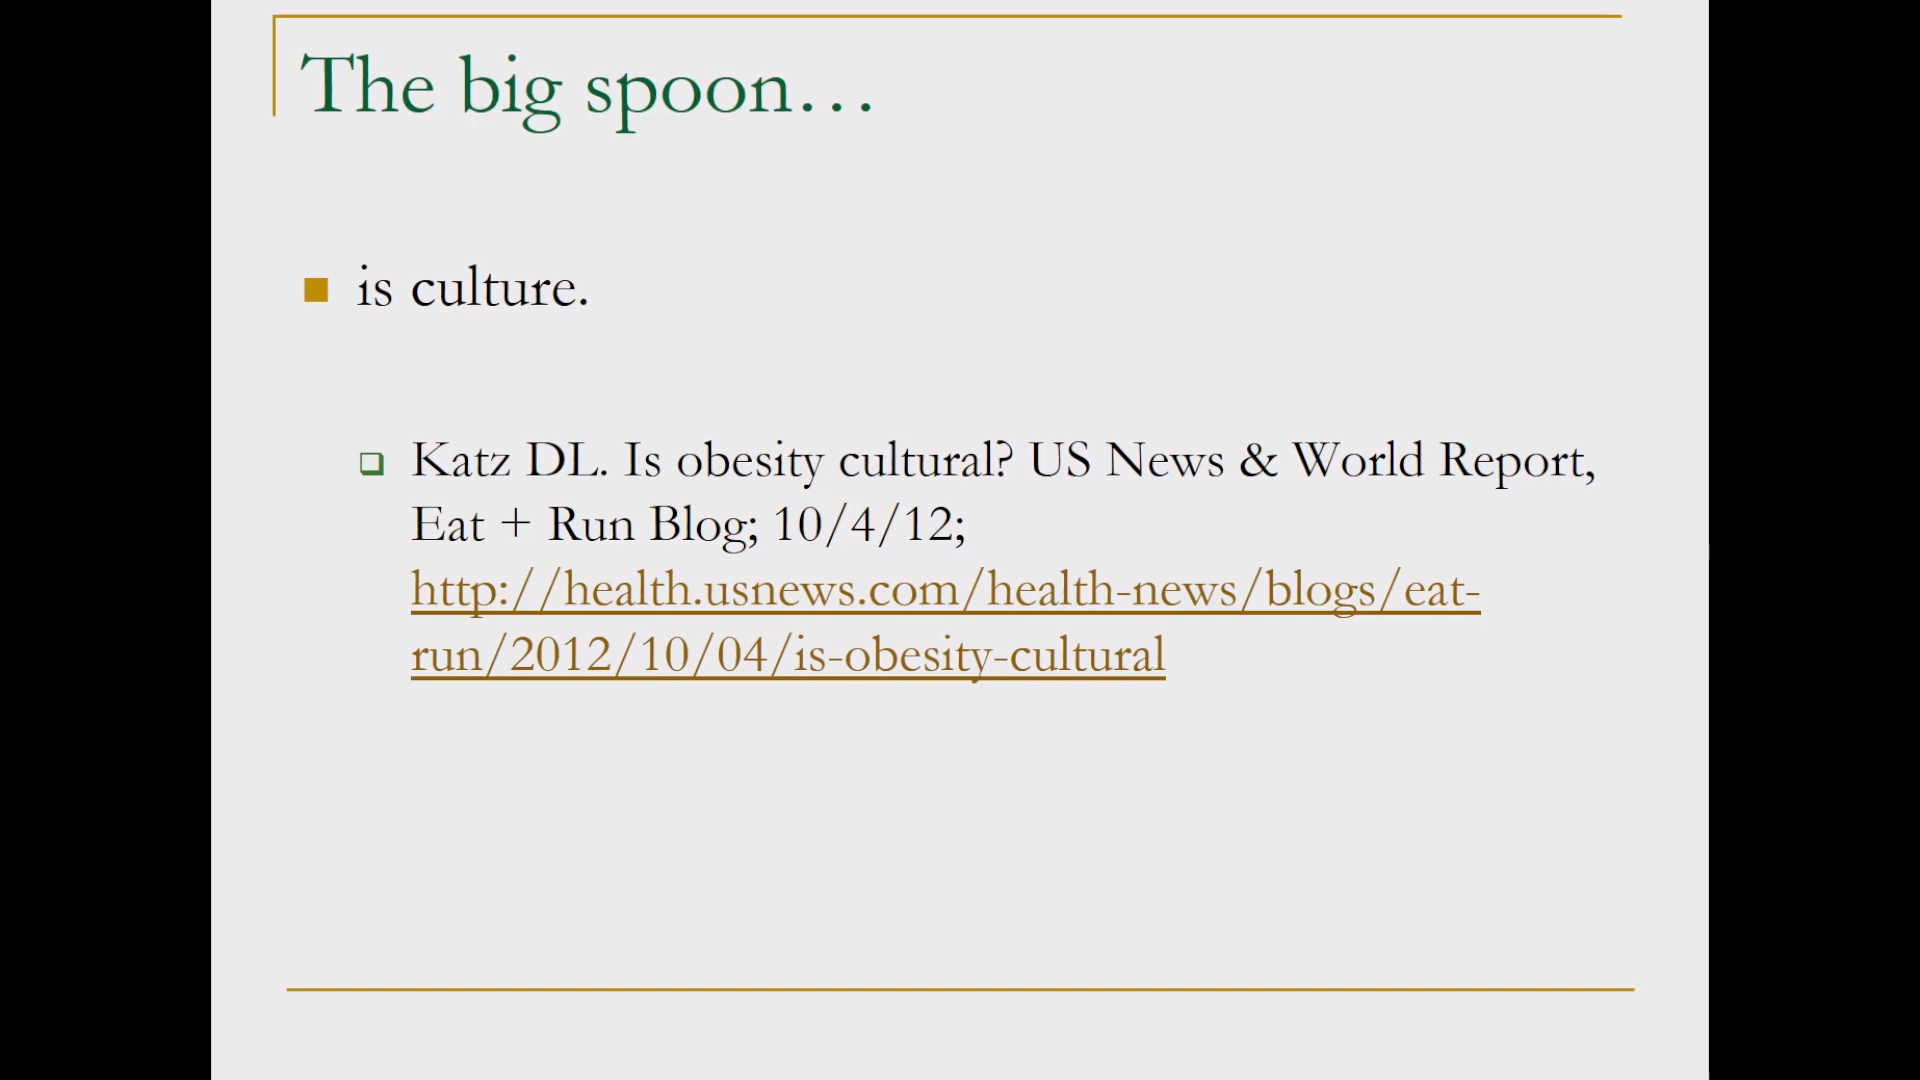 The big spoon…
is culture.
Katz DL. Is obesity cultural? US News & World Report,
Eat + Run Blog; 10/4/12;
http://health.usnews.com/health-news/blogs/eat-
run/2012/10/04/is-obesity-cultural